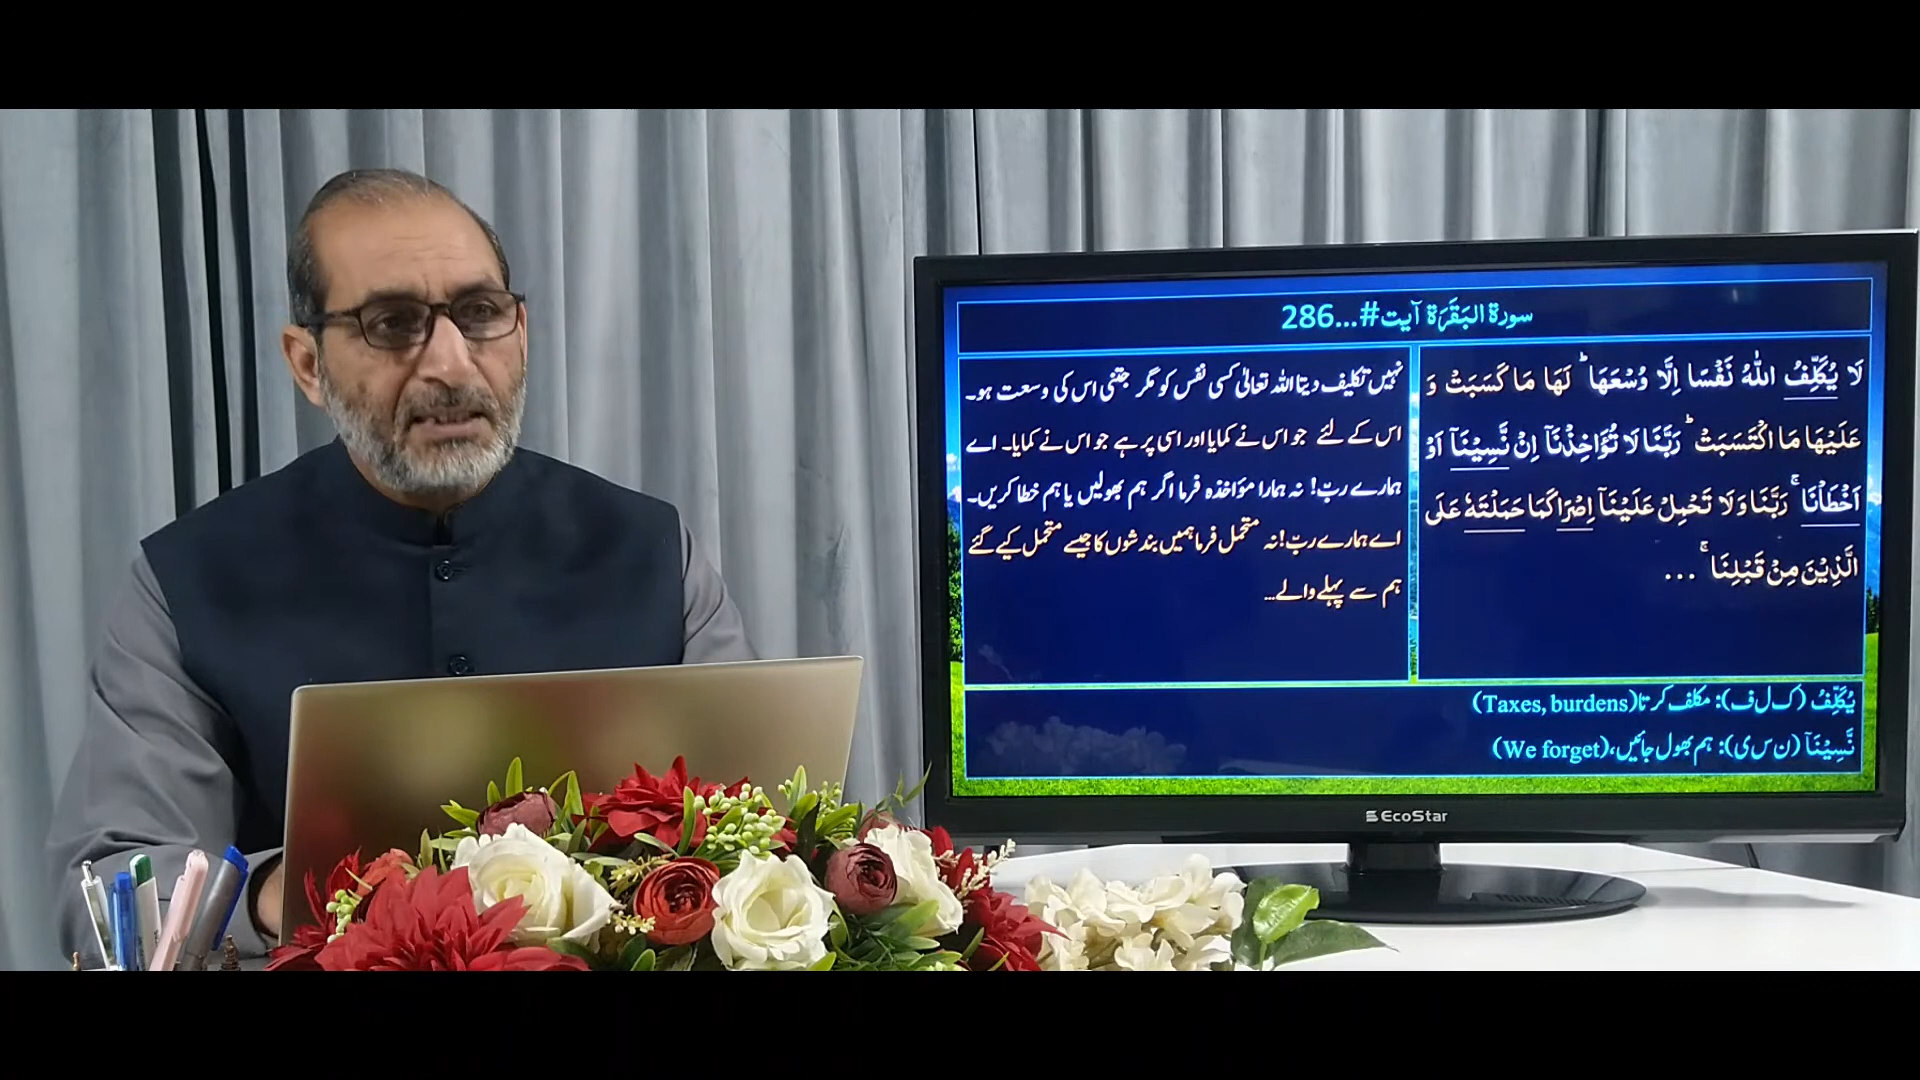 سورۃ البَقَرَة آیت#...286
لَا یُكَلِّفُ اللّٰهُ نَفْسًا اِلَّا وُسْعَهَا ؕ لَهَا مَا كَسَبَتْ وَ
عَلَیْهَا مَا اكْتَسَبَتْ ؕ رَبَّنَا لَا تُؤَاخِذْنَاۤ اِنْ نَّسِیْنَاۤ اَوْ
اَخْطَاْنَا ۚ رَبَّنَا وَ لَا تَحْمِلْ عَلَیْنَاۤ اِصْرًا كَمَا حَمَلْتَهٗ عَلَى
الَّذِیْنَ مِنْ قَبْلِنَا ۚ ...
نہیں تکلیف دیتا اللہ تعالیٰ کسی نفس کو مگر جتنی اس کی وسعت ہو۔
اس کے لئے جو اس نے کمایا اور اسی پر ہے جو اس نے کمایا۔ اے
ہمارے ربّ! نہ ہمارا مؤاخذہ فرما اگر ہم بھولیں یا ہم خطا کریں۔
اے ہمارے ربّ! نہ متحمل فرما ہمیں بندشوں کا جیسے متحمل کیے گئے
ہم سے پہلے والے...
یُكَلِّفُ (ک ل ف): مکلف کرتا(Taxes, burdens)
نَّسِیْنَاۤ (ن س ی): ہم بھول جائیں،(We forget)
EcoStar